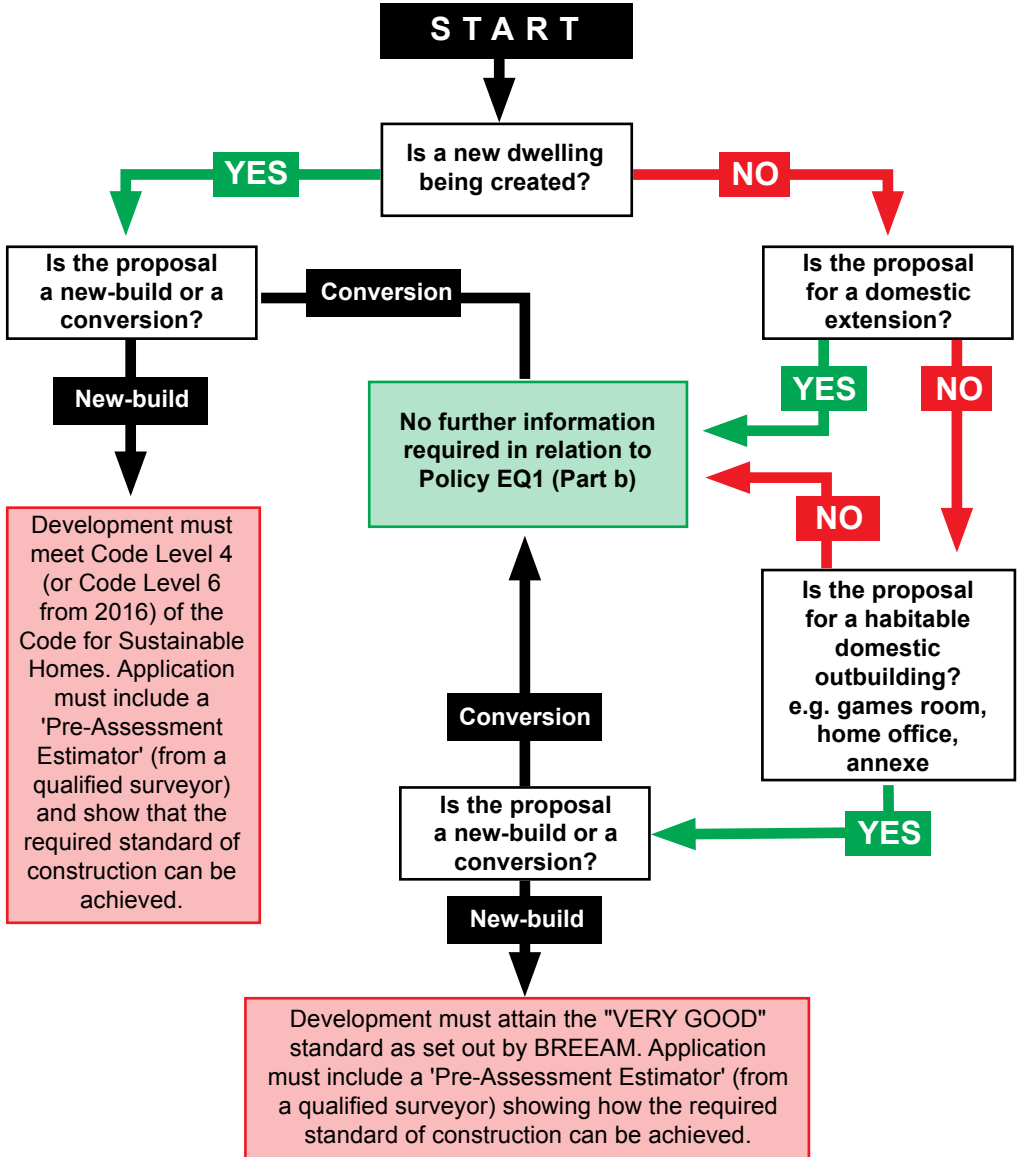 START
Is a new dwelling
being created?
YES
NO
Is the proposal
a new-build or a
conversion?
Conversion
Is the proposal
for a domestic
extension?
New-build
YES
NO
No further information
required in relation to
Policy EQ1 (Part b)
NO
Development must
meet Code Level 4
(or Code Level 6
from 2016) of the
Code for Sustainable
Homes. Application
must include a
'Pre-Assessment
Estimator' (from a
qualified surveyor)
and show that the
required standard of
construction can be
achieved.
Is the proposal
for a habitable
domestic
outbuilding?
e.g. games room,
home office,
annexe
Conversion
Is the proposal
a new-build or a
conversion?
YES
New-build
Development must attain the "VERY GOOD"
standard as set out by BREEAM. Application
must include a 'Pre-Assessment Estimator' (from
a qualified surveyor) showing how the required
standard of construction can be achieved.